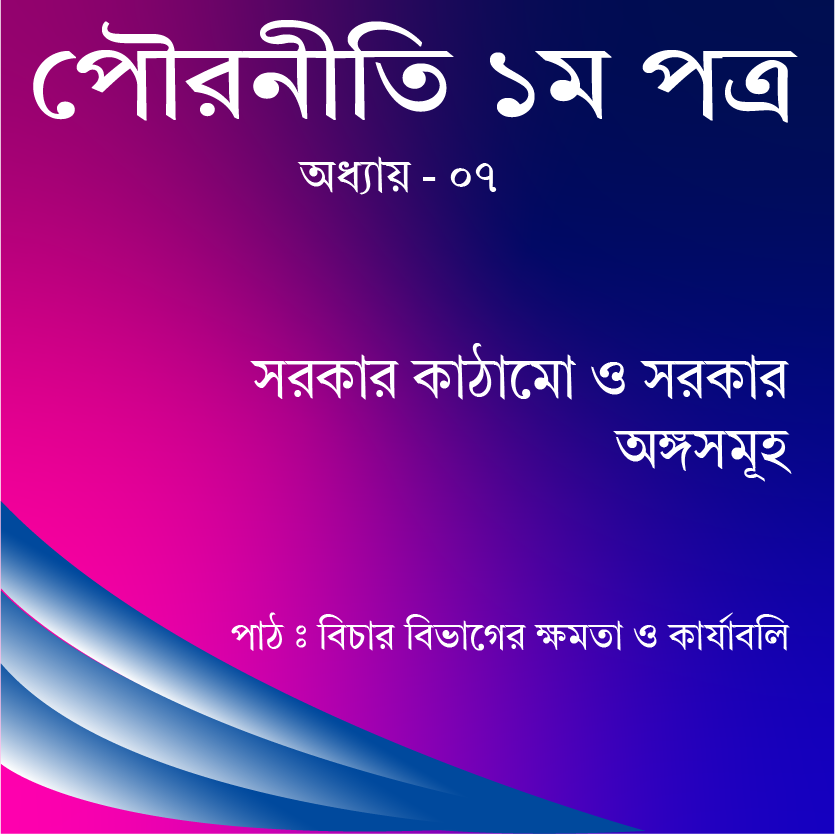 পৌরনীতি ১ম পত্র
অধ্যায় - ০৭
সরকার কাঠামো ও সরকার
অঙ্গসমূহ
পাঠ ঃ বিচার বিভাগের ক্ষমতা ও কার্যাবলি